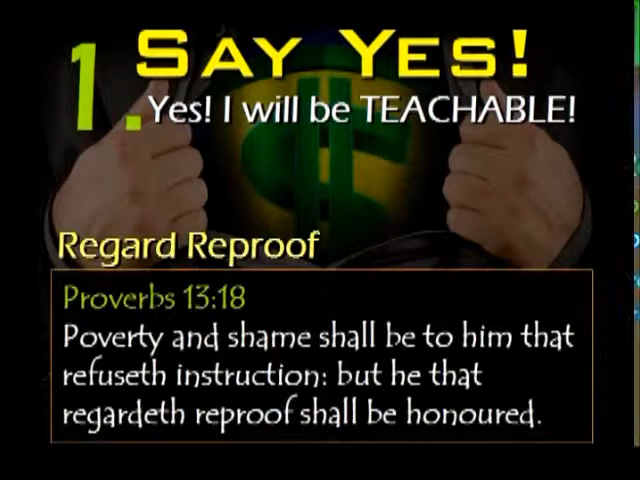 SAY YES!
1. Yes! I will be TEACHABLE!
Regard Reproof
Proverbs 13:18
Poverty and shame shall be to him that
refuseth instruction: but he that
regardeth reproof shall be honoured.